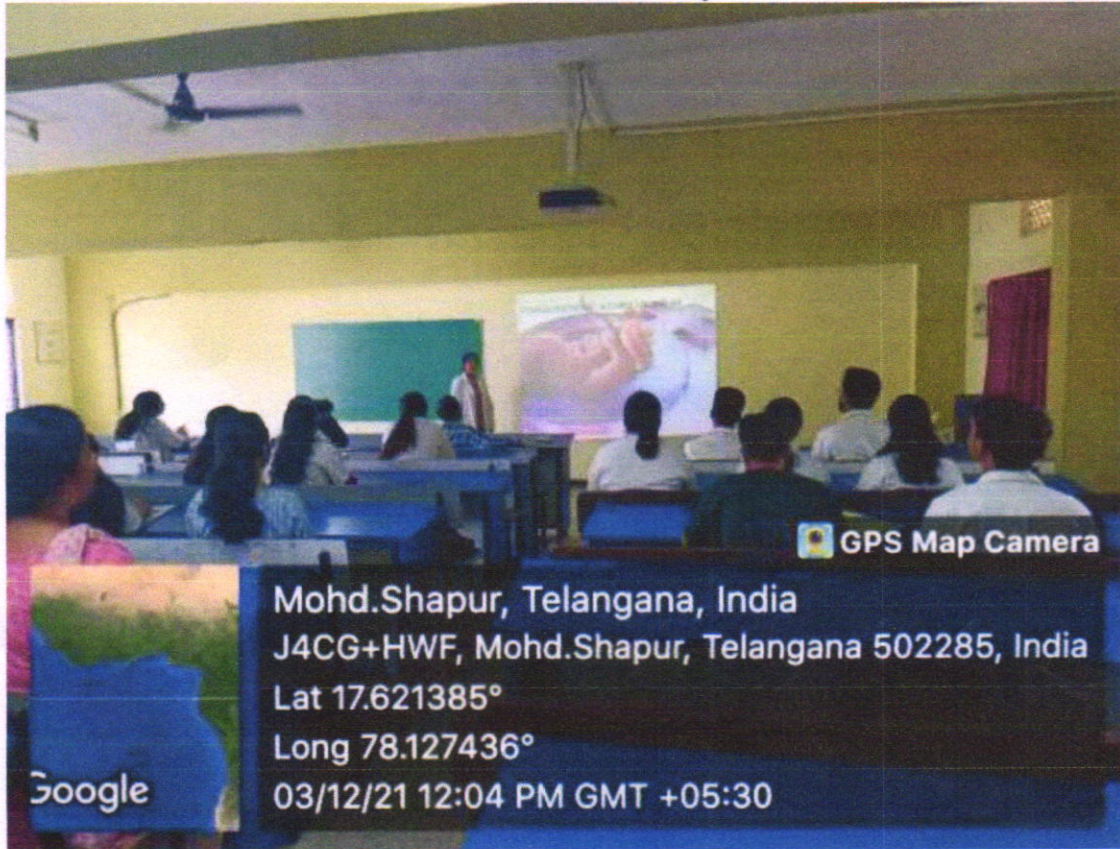 GPS Map Camera
Mohd.Shapur, Telangana, India
J4CG+HWF, Mohd.Shapur, Telangana 502285, India
Lat 17.621385°
Long 78.127436°
03/12/21 12:04 PM GMT +05:30
Google